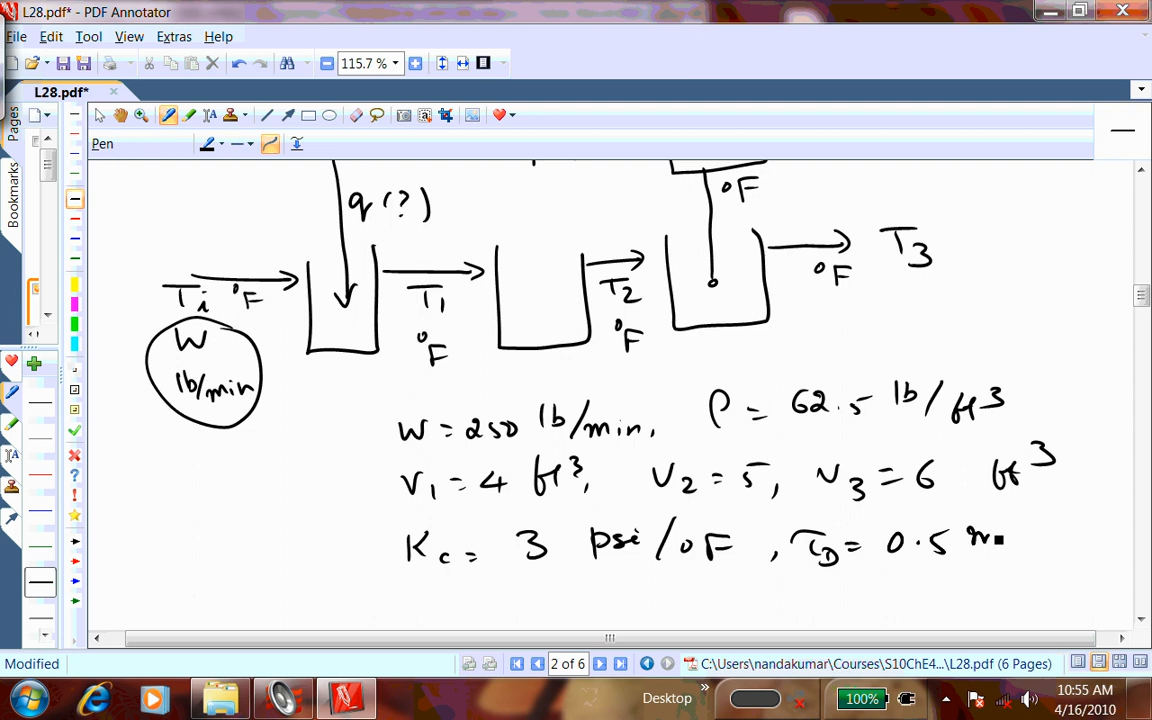 L28.pdf* - PDF Annotator
File Edit Tool View Extras Help
115.7 %
L28.pdf*
Pen
Pages
Bookmarks
q (?)
°F
Ti °F
T1
°F
T2
°F
°F
T3
W
lb/min
W = 250 lb/min, ρ = 62.5 lb/ft3
V1 = 4 ft3, V2 = 5, V3 = 6 ft3
Kc = 3 psi/°F, τD = 0.5 m
2 of 6
C:\Users\nandakumar\Courses\S10ChE4...\L28.pdf (6 Pages)
Modified
Desktop
»
100%
10:55 AM
4/16/2010